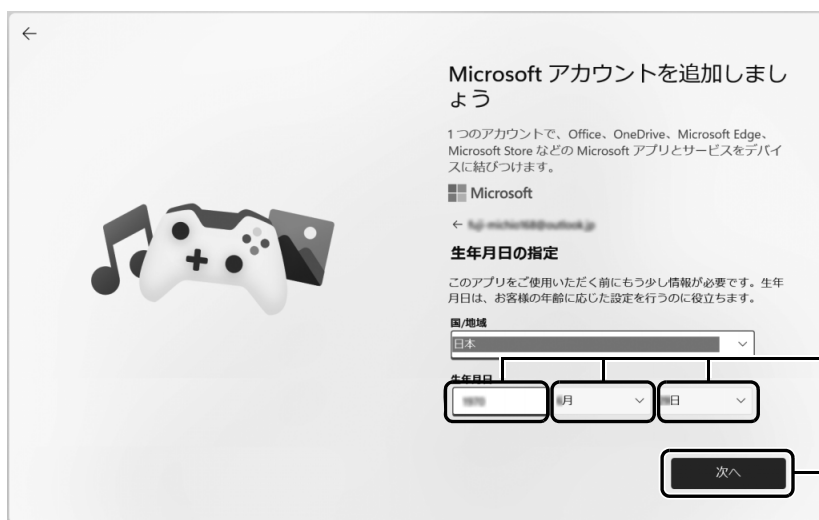 Microsoft アカウントを追加しまし
ょう
1 つのアカウントで、Office、OneDrive、Microsoft Edge、
Microsoft Store などの Microsoft アプリとサービスをデバイ
スに結びつけます。
Microsoft
生年月日の指定
このアプリをご使用いただく前にもう少し情報が必要です。生年
月日は、お客様の年齢に応じた設定を行うのに役立ちます。
国/地域
日本
生年月日
月 日
次へ